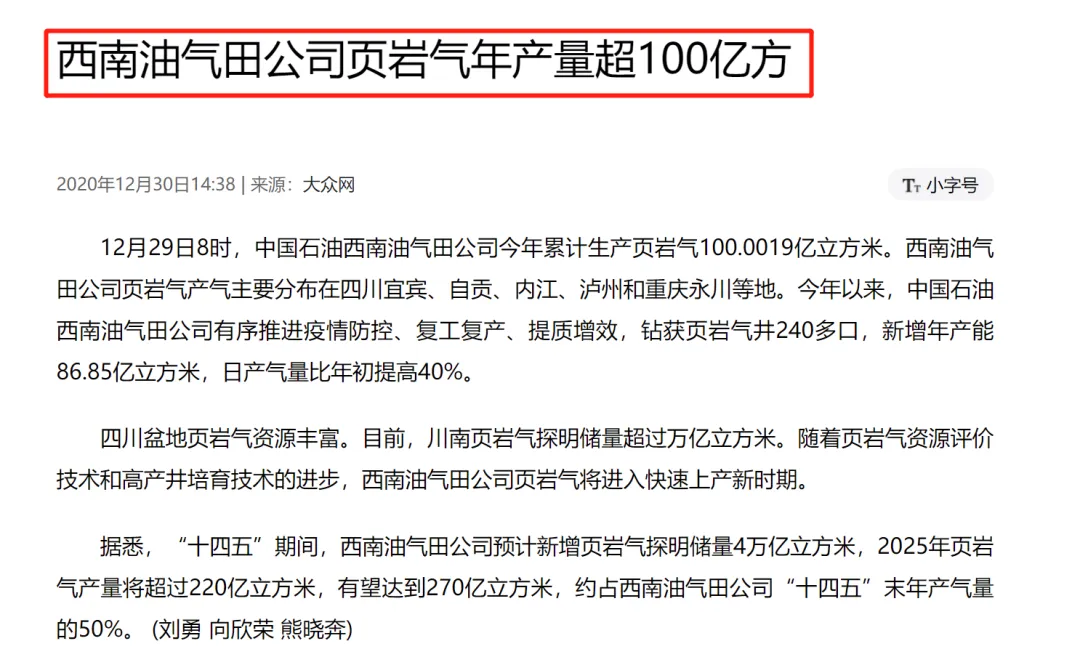 西南油气田公司页岩气年产量超100亿方
2020年12月30日14:38 | 来源：大众网
TT 小字号
12月29日8时，中国石油西南油气田公司今年累计生产页岩气100.0019亿立方米。西南油气
田公司页岩气产气主要分布在四川宜宾、自贡、内江、泸州和重庆永川等地。今年以来，中国石油
西南油气田公司有序推进疫情防控、复工复产、提质增效，钻获页岩气井240多口，新增年产能
86.85亿立方米，日产气量比年初提高40%。
四川盆地页岩气资源丰富。目前，川南页岩气探明储量超过万亿立方米。随着页岩气资源评价
技术和高产井培育技术的进步，西南油气田公司页岩气将进入快速上产新时期。
据悉，“十四五”期间，西南油气田公司预计新增页岩气探明储量4万亿立方米，2025年页岩
气产量将超过220亿立方米，有望达到270亿立方米，约占西南油气田公司“十四五”末年产气量
的50%。 (刘勇 向欣荣 熊晓奔)